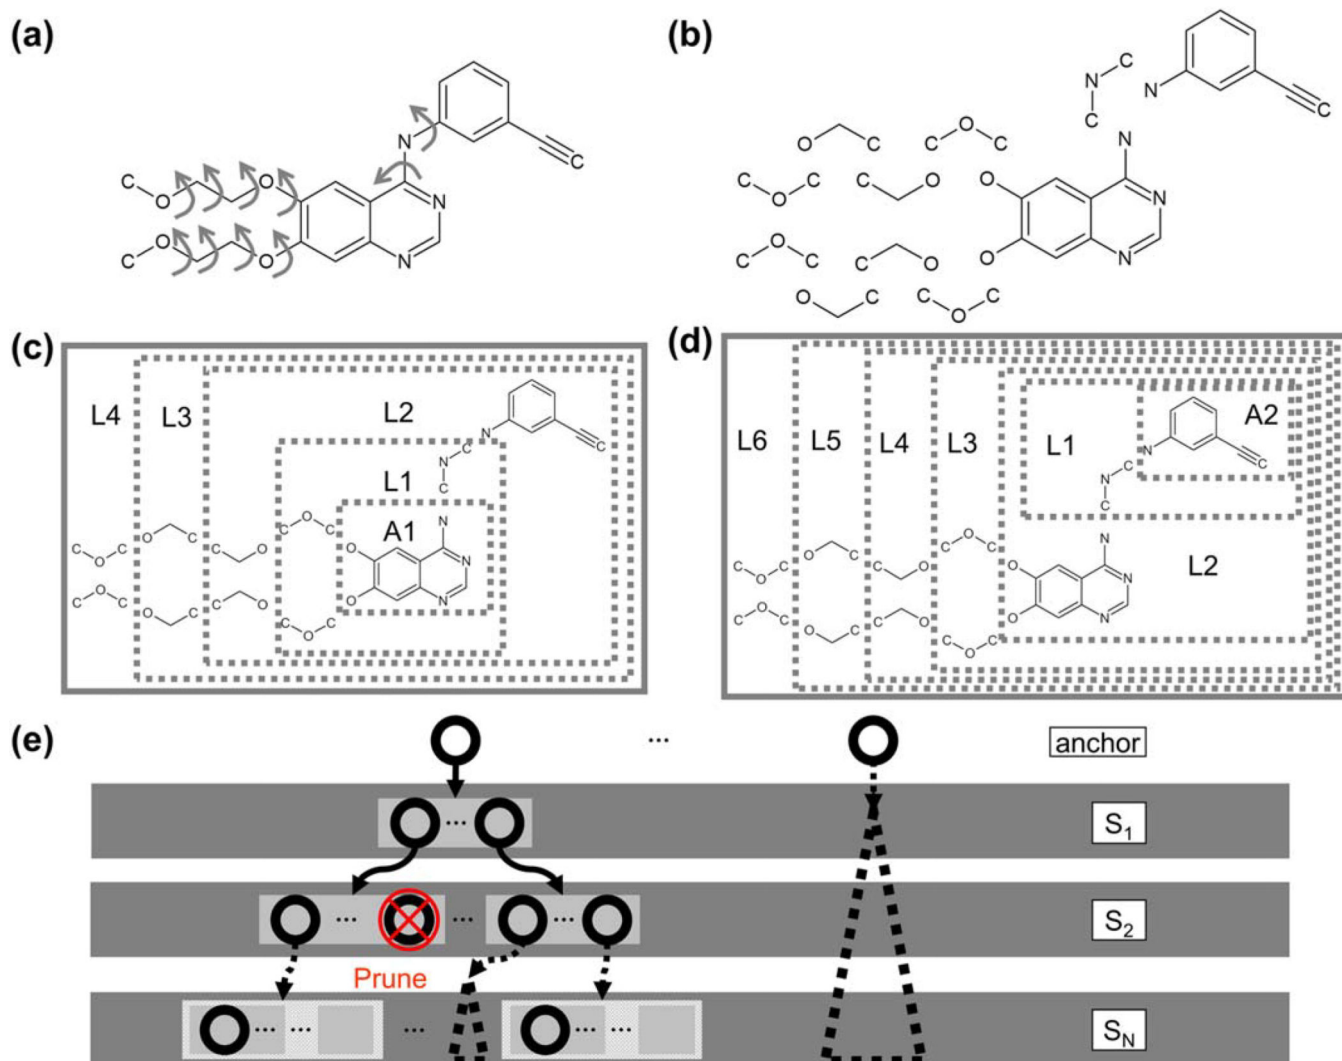 (a)
N
C O O N
C O O N
C
(b)
C
N N
C C
O C C O C N
C O C C O O N
C O C C O O N
O C C O C
(c)
L4 L3 L2
N C
C N
L1 C
A1 N
C O C
O C C O O N
C O C
C O C O C C O O N
O C C O C
(d)
L6 L5 L4 L3 L1 A2
N C
C N
C
L2
N
C O C
O C C O O N
C O C
C O C O C C O O N
O C C O C
(e)
... anchor
... S1
... ... ... S2
Prune
... ... ... ... ... SN